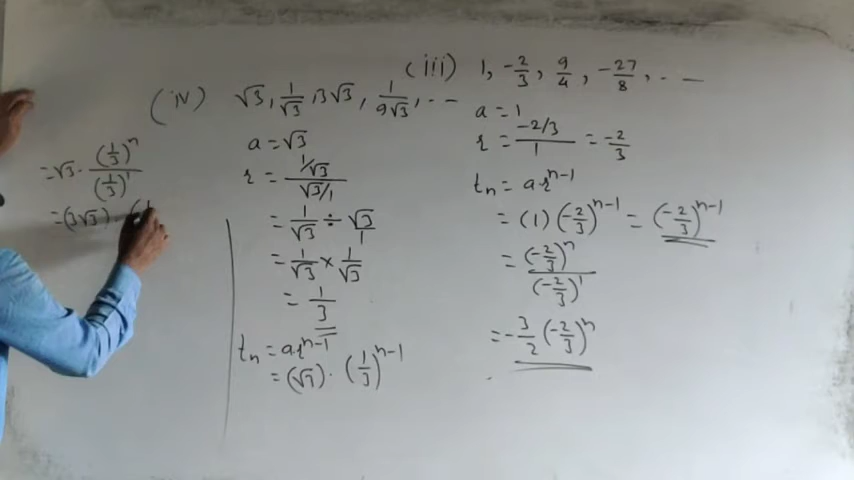 (iii) 1, -2/3, 9/4, -27/8, . - -
a = 1
r = (-2/3)/1 = -2/3
tₙ = ar^(n-1)
= (1) (-2/3)^(n-1) = (-2/3)^(n-1)
= (-2/3)^n / (-2/3)^1
= -3/2 (-2/3)^n
(iv) √3, 1/√3, 3√3, 1/(9√3), . - -
a = √3
r = (1/√3)/(√3/1)
= 1/√3 ÷ √3/1
= 1/√3 × 1/√3
= 1/3
tₙ = ar^(n-1)
= (√3) . (1/3)^(n-1)
= √3 . (1/3)^n / (1/3)^1
= (3√3) . (1